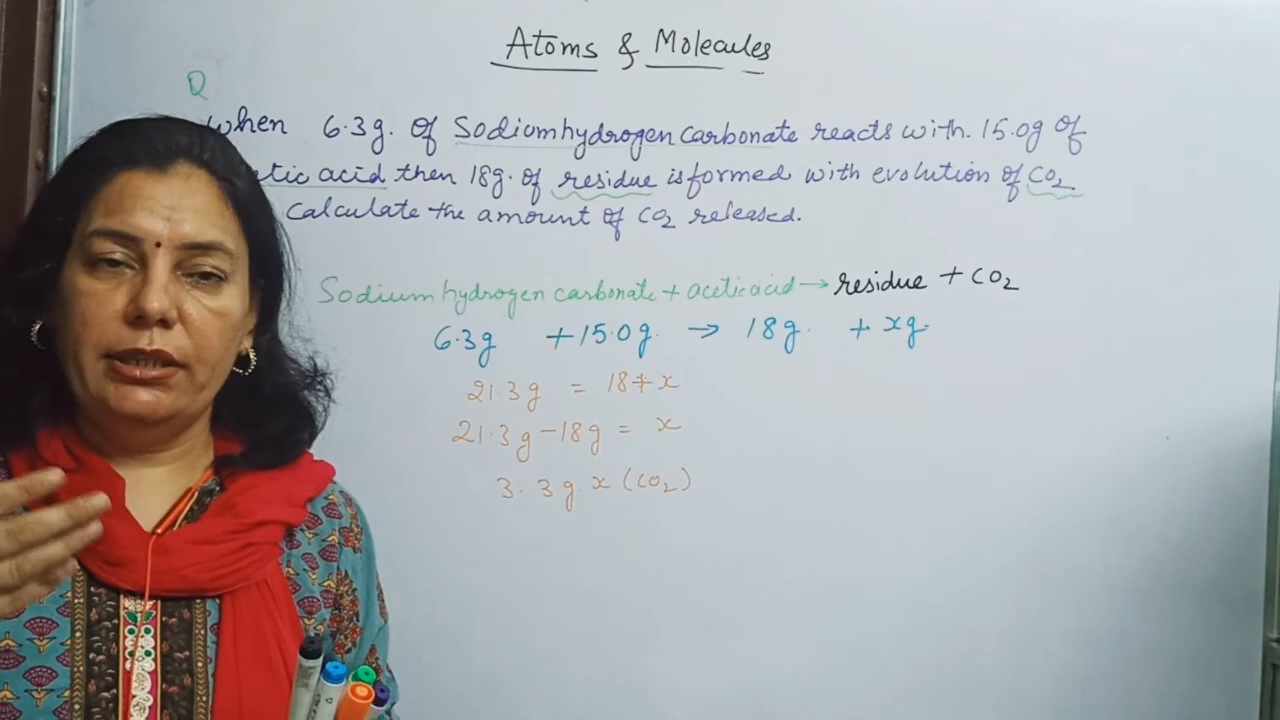 Atoms & Molecules
Q
When 6.3g. of Sodiumhydrogen carbonate reacts with 15.0g of
etic acid then 18g. of residue is formed with evolution of CO₂
Calculate the amount of CO₂ released.
Sodium hydrogen carbonate + acetic acid → residue + CO₂
6.3g + 15.0g. → 18g. + xg.
21.3g = 18+x
21.3g - 18g = x
3.3g. x (CO₂)